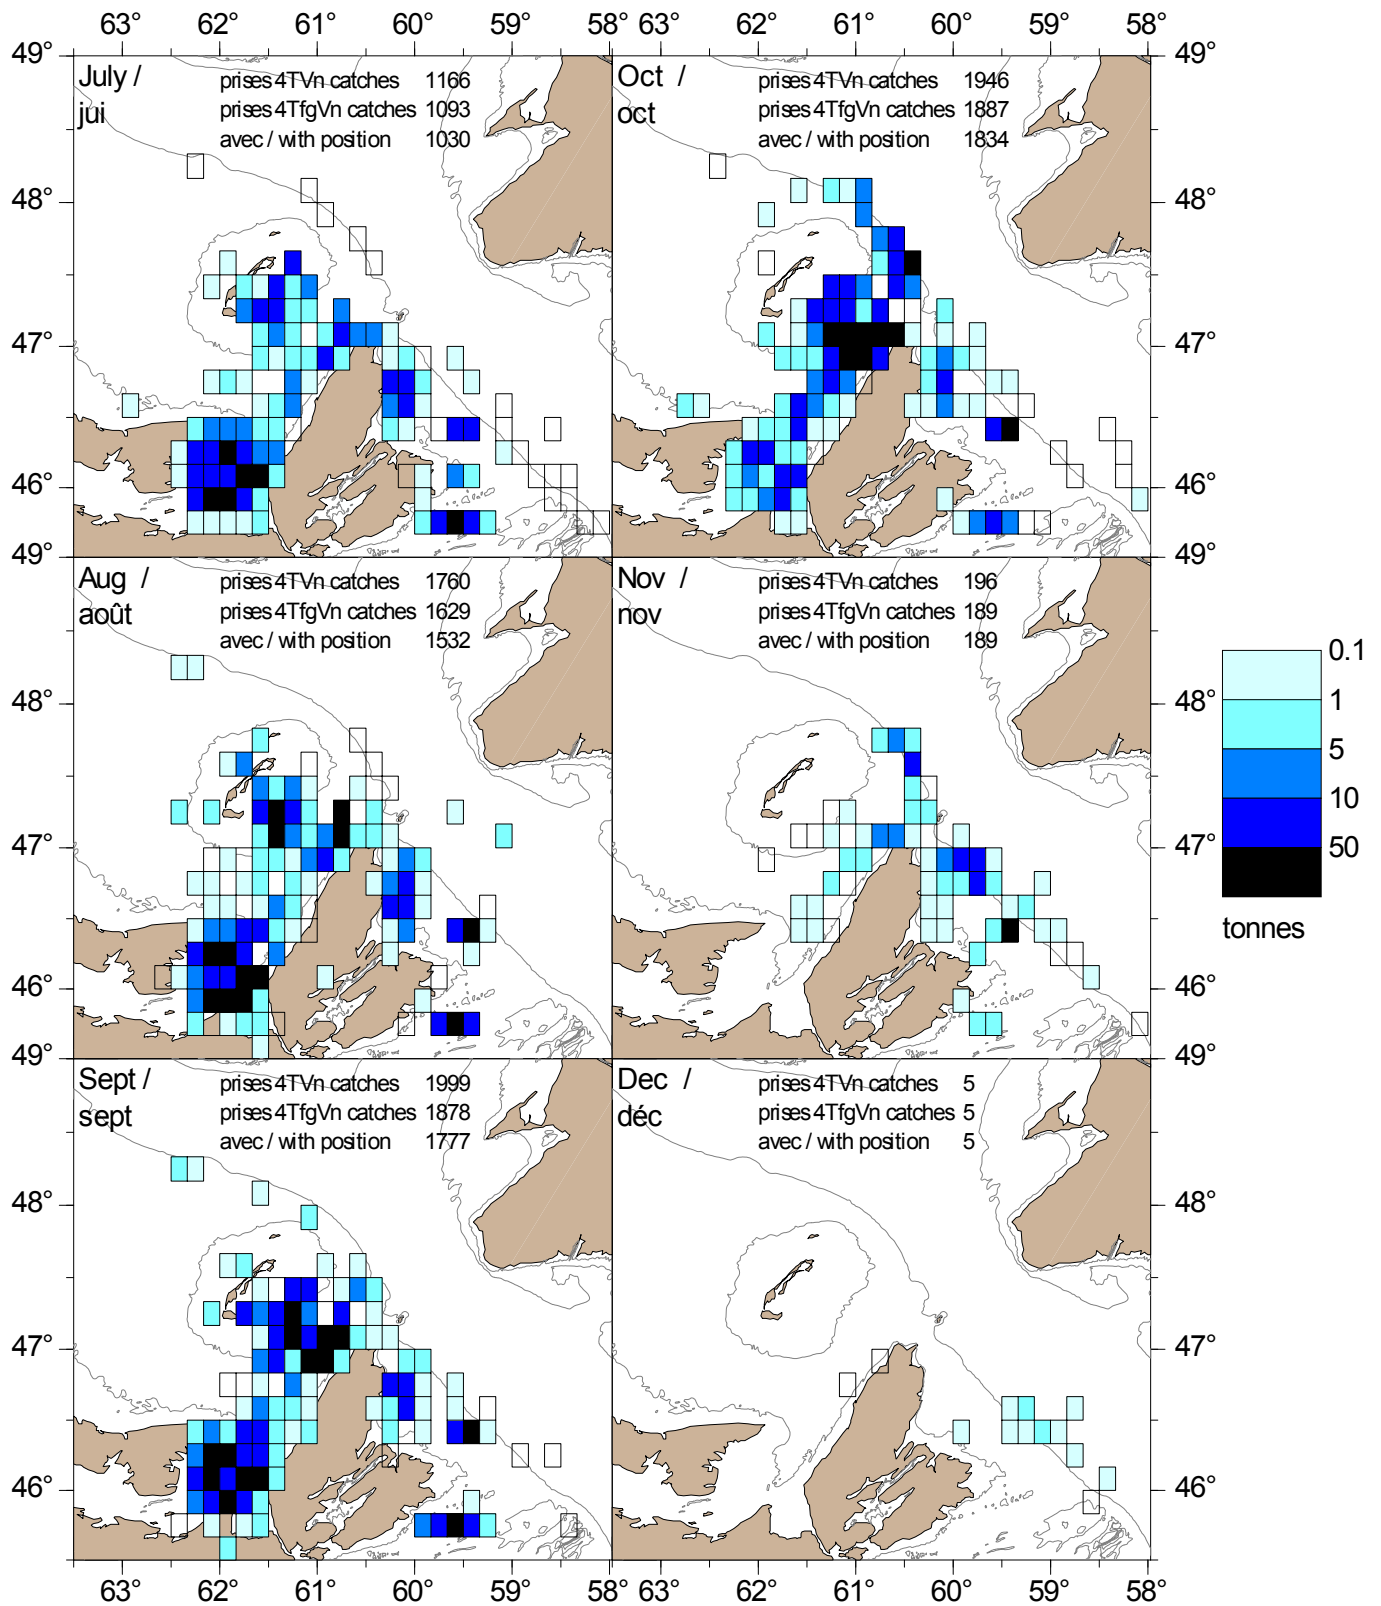 63° 62° 61° 60° 59° 58° 63° 62° 61° 60° 59° 58°
49° 49°
July /
jui
prises 4TVn catches 1166
prises 4TfgVn catches 1093
avec / with position 1030
Oct /
oct
prises 4TVn catches 1946
prises 4TfgVn catches 1887
avec / with position 1834
48° 48°
47° 47°
46° 46°
49° 49°
Aug /
août
prises 4TVn catches 1760
prises 4TfgVn catches 1629
avec / with position 1532
Nov /
nov
prises 4TVn catches 196
prises 4TfgVn catches 189
avec / with position 189
48° 48°
47° 47°
46° 46°
49° 49°
0.1
1
5
10
50
tonnes
Sept /
sept
prises 4TVn catches 1999
prises 4TfgVn catches 1878
avec / with position 1777
Dec /
déc
prises 4TVn catches 5
prises 4TfgVn catches 5
avec / with position 5
48° 48°
47° 47°
46° 46°
63° 62° 61° 60° 59° 58° 63° 62° 61° 60° 59° 58°